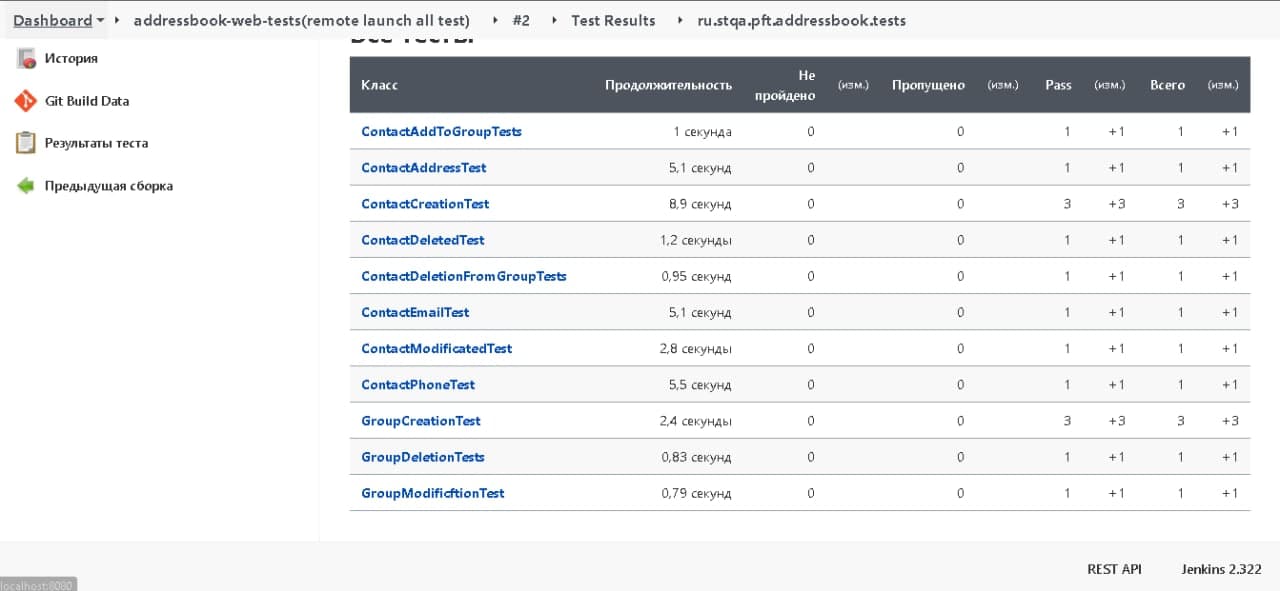 Dashboard addressbook-web-tests(remote launch all test) #2 Test Results ru.stqa.pft.addressbook.tests
Все тесты
История
Git Build Data
Результаты теста
Предыдущая сборка
Класс Продолжительность Не пройдено (изм.) Пропущено (изм.) Pass (изм.) Всего (изм.)
ContactAddToGroupTests 1 секунда 0 0 1 +1 1 +1
ContactAddressTest 5,1 секунд 0 0 1 +1 1 +1
ContactCreationTest 8,9 секунд 0 0 3 +3 3 +3
ContactDeletedTest 1,2 секунды 0 0 1 +1 1 +1
ContactDeletionFromGroupTests 0,95 секунд 0 0 1 +1 1 +1
ContactEmailTest 5,1 секунд 0 0 1 +1 1 +1
ContactModificatedTest 2,8 секунды 0 0 1 +1 1 +1
ContactPhoneTest 5,5 секунд 0 0 1 +1 1 +1
GroupCreationTest 2,4 секунды 0 0 3 +3 3 +3
GroupDeletionTests 0,83 секунд 0 0 1 +1 1 +1
GroupModificftionTest 0,79 секунд 0 0 1 +1 1 +1
REST API Jenkins 2.322
localhost:8080